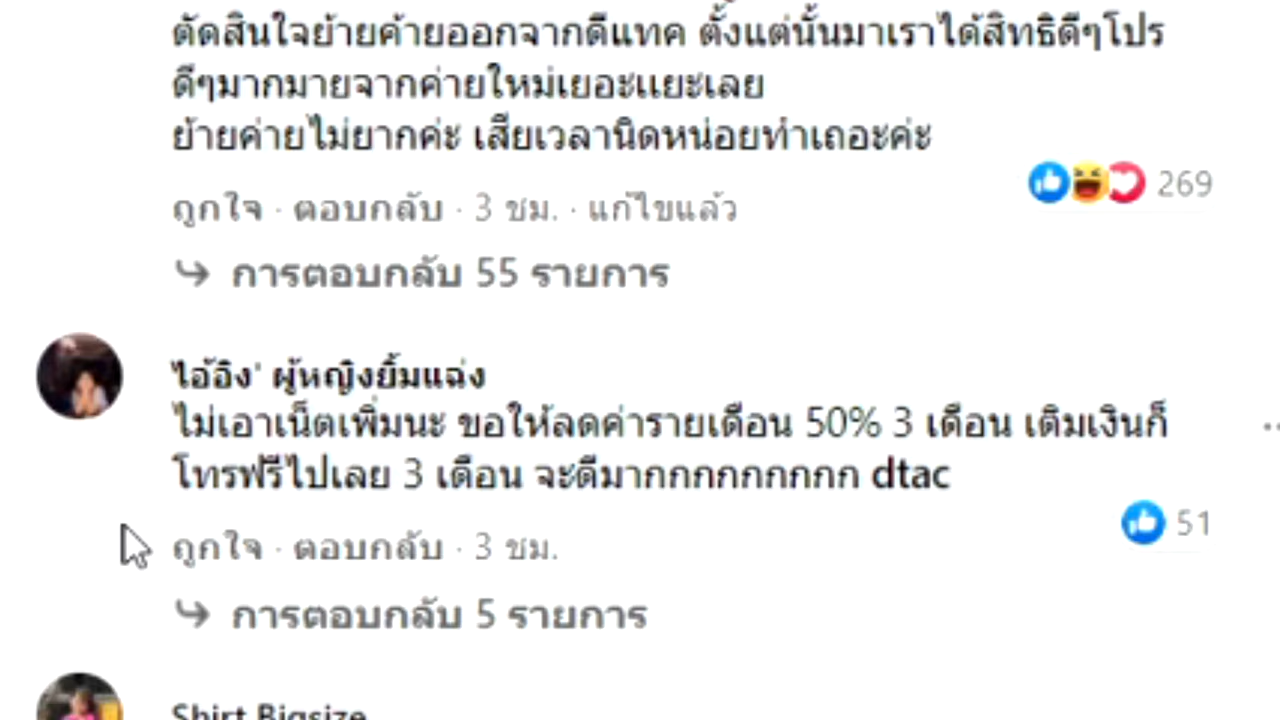 ตัดสินใจย้ายค้ายออกจากดีแทค ตั้งแต่นั้นมาเราได้สิทธิดีๆโปร
ดีๆมากมายจากค่ายใหม่เยอะแยะเลย
ย้ายค่ายไม่ยากค่ะ เสียเวลานิดหน่อยทำเถอะค่ะ
269
ถูกใจ · ตอบกลับ · 3 ชม. · แก้ไขแล้ว
การตอบกลับ 55 รายการ
ไอ้อิง' ผู้หญิงยิ้มแฉ่ง
ไม่เอาเน็ตเพิ่มนะ ขอให้ลดค่ารายเดือน 50% 3 เดือน เติมเงินก็
โทรฟรีไปเลย 3 เดือน จะดีมากกกกกกกกก dtac
51
ถูกใจ · ตอบกลับ · 3 ชม.
การตอบกลับ 5 รายการ
Shirt Bigsize